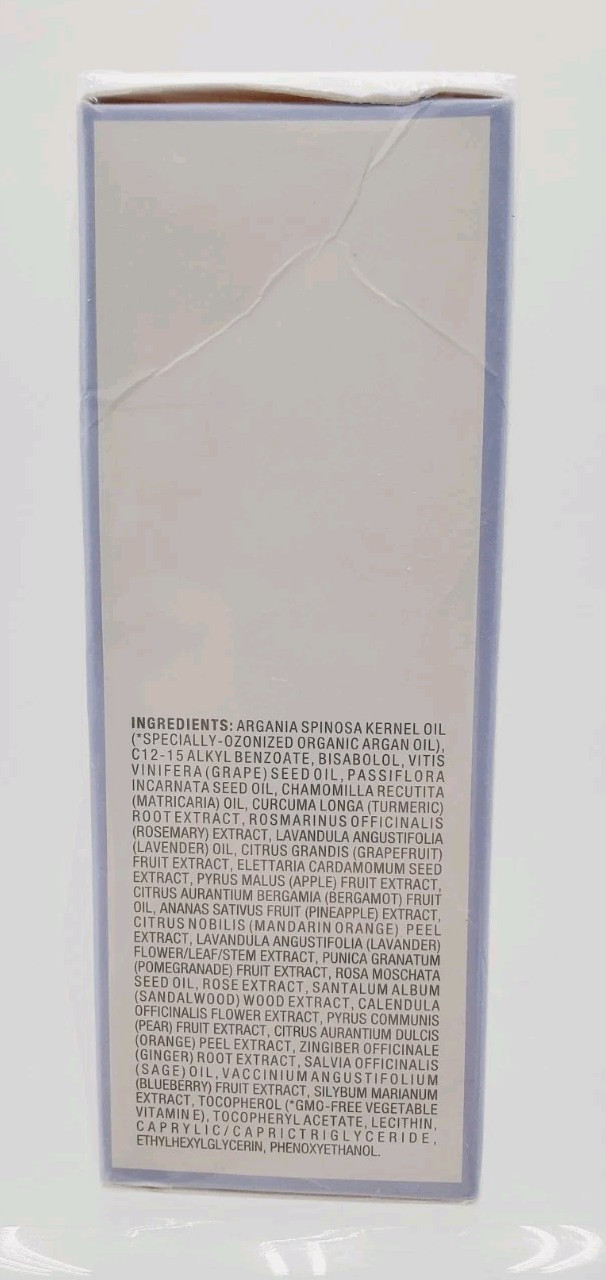 INGREDIENTS: ARGANIA SPINOSA KERNEL OIL
(*SPECIALLY-OZONIZED ORGANIC ARGAN OIL),
C12-15 ALKYL BENZOATE, BISABOLOL, VITIS
VINIFERA (GRAPE) SEED OIL, PASSIFLORA
INCARNATA SEED OIL, CHAMOMILLA RECUTITA
(MATRICARIA) OIL, CURCUMA LONGA (TURMERIC)
ROOT EXTRACT, ROSMARINUS OFFICINALIS
(ROSEMARY) EXTRACT, LAVANDULA ANGUSTIFOLIA
(LAVENDER) OIL, CITRUS GRANDIS (GRAPEFRUIT)
FRUIT EXTRACT, ELETTARIA CARDAMOMUM SEED
EXTRACT, PYRUS MALUS (APPLE) FRUIT EXTRACT,
CITRUS AURANTIUM BERGAMIA (BERGAMOT) FRUIT
OIL, ANANAS SATIVUS FRUIT (PINEAPPLE) EXTRACT,
CITRUS NOBILIS (MANDARIN ORANGE) PEEL
EXTRACT, LAVANDULA ANGUSTIFOLIA (LAVANDER)
FLOWER/LEAF/STEM EXTRACT, PUNICA GRANATUM
(POMEGRANADE) FRUIT EXTRACT, ROSA MOSCHATA
SEED OIL, ROSE EXTRACT, SANTALUM ALBUM
(SANDALWOOD) WOOD EXTRACT, CALENDULA
OFFICINALIS FLOWER EXTRACT, PYRUS COMMUNIS
(PEAR) FRUIT EXTRACT, CITRUS AURANTIUM DULCIS
(ORANGE) PEEL EXTRACT, ZINGIBER OFFICINALE
(GINGER) ROOT EXTRACT, SALVIA OFFICINALIS
(SAGE) OIL, VACCINIUM ANGUSTIFOLIUM
(BLUEBERRY) FRUIT EXTRACT, SILYBUM MARIANUM
EXTRACT, TOCOPHEROL (*GMO-FREE VEGETABLE
VITAMIN E), TOCOPHERYL ACETATE, LECITHIN,
CAPRYLIC/CAPRIC TRIGLYCERIDE,
ETHYLHEXYLGLYCERIN, PHENOXYETHANOL.